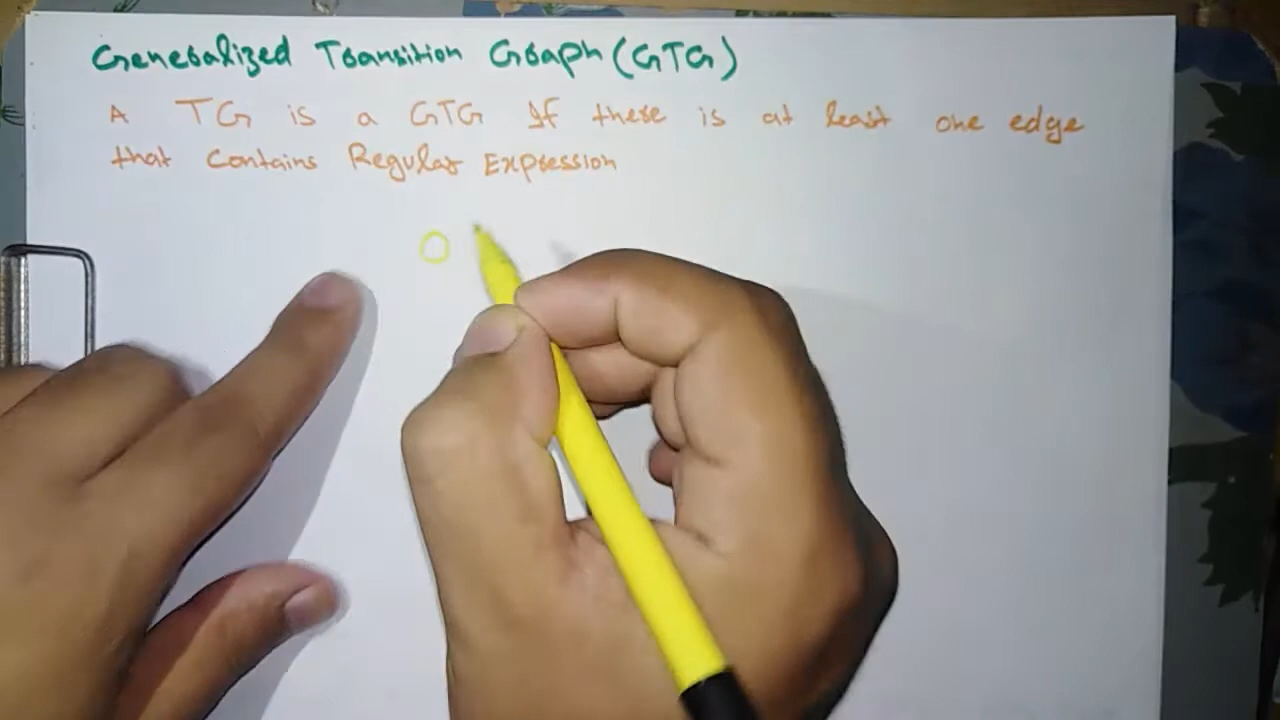 Generalized Transition Graph (GTG)
A TG is a GTG If there is at least one edge
that Contains Regular Expression